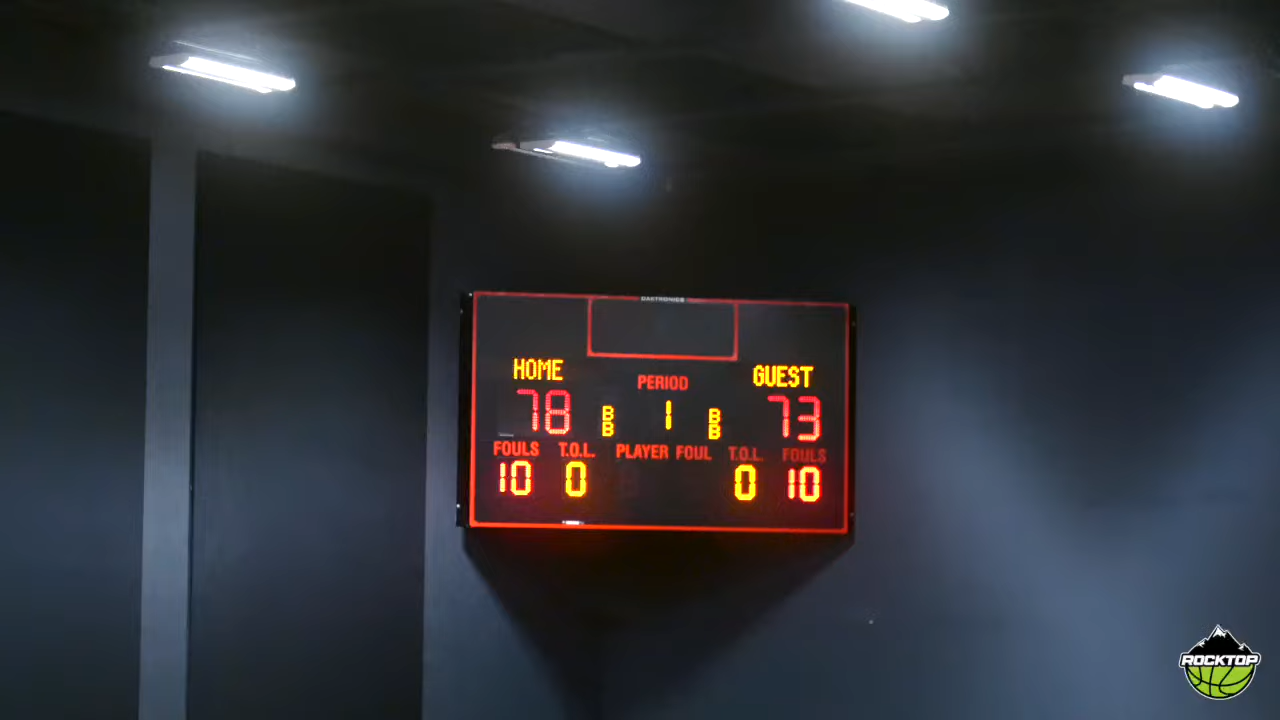 DAKTRONICS
HOME
GUEST
PERIOD
78
B
B
1
B
B
73
FOULS
T.O.L.
PLAYER FOUL
T.O.L.
FOULS
10
0
0
10
ROCKTOP